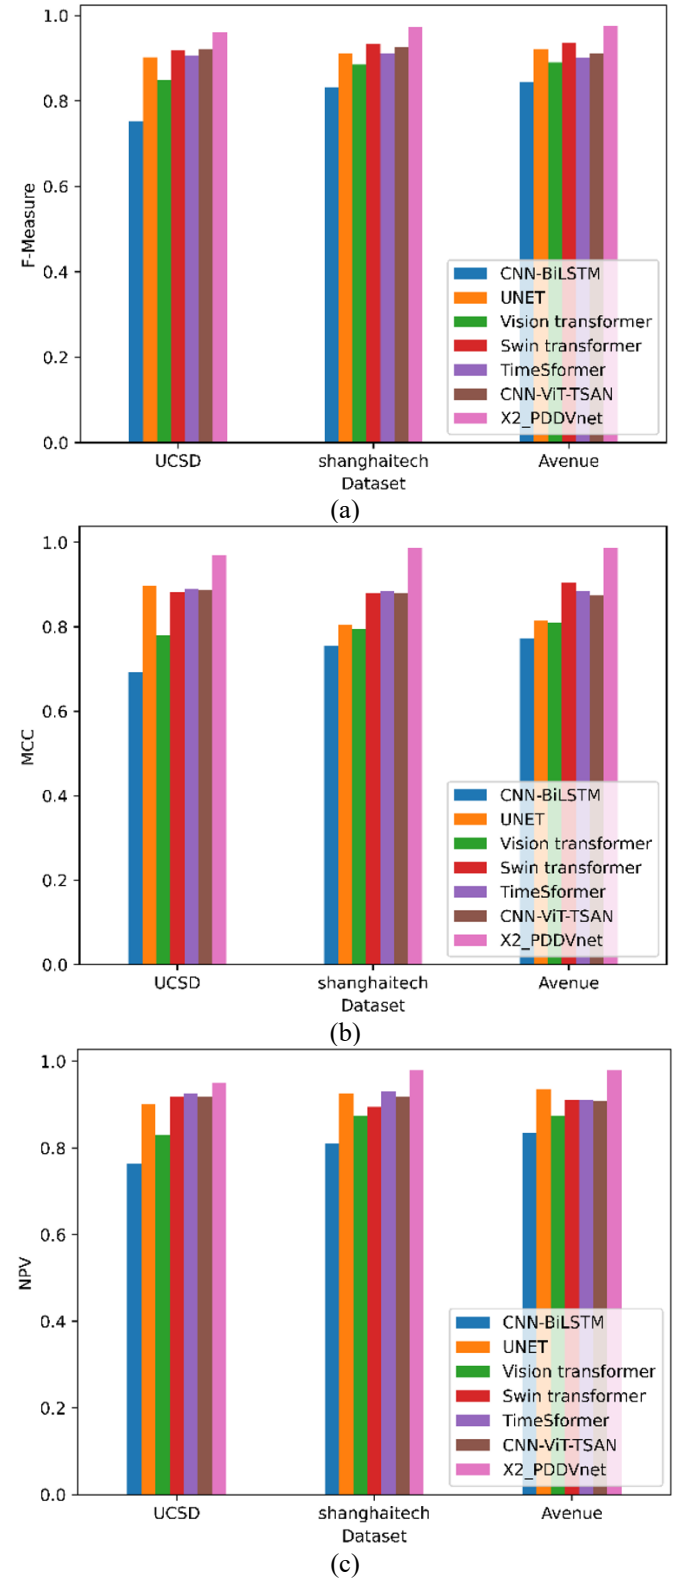 1.0
0.8
0.6
0.4
0.2
0.0
F-Measure
CNN-BiLSTM
UNET
Vision transformer
Swin transformer
TimeSformer
CNN-ViT-TSAN
X2_PDDVnet
UCSD
shanghaitech
Avenue
Dataset
(a)
1.0
0.8
0.6
0.4
0.2
0.0
MCC
CNN-BiLSTM
UNET
Vision transformer
Swin transformer
TimeSformer
CNN-ViT-TSAN
X2_PDDVnet
UCSD
shanghaitech
Avenue
Dataset
(b)
1.0
0.8
0.6
0.4
0.2
0.0
NPV
CNN-BiLSTM
UNET
Vision transformer
Swin transformer
TimeSformer
CNN-ViT-TSAN
X2_PDDVnet
UCSD
shanghaitech
Avenue
Dataset
(c)